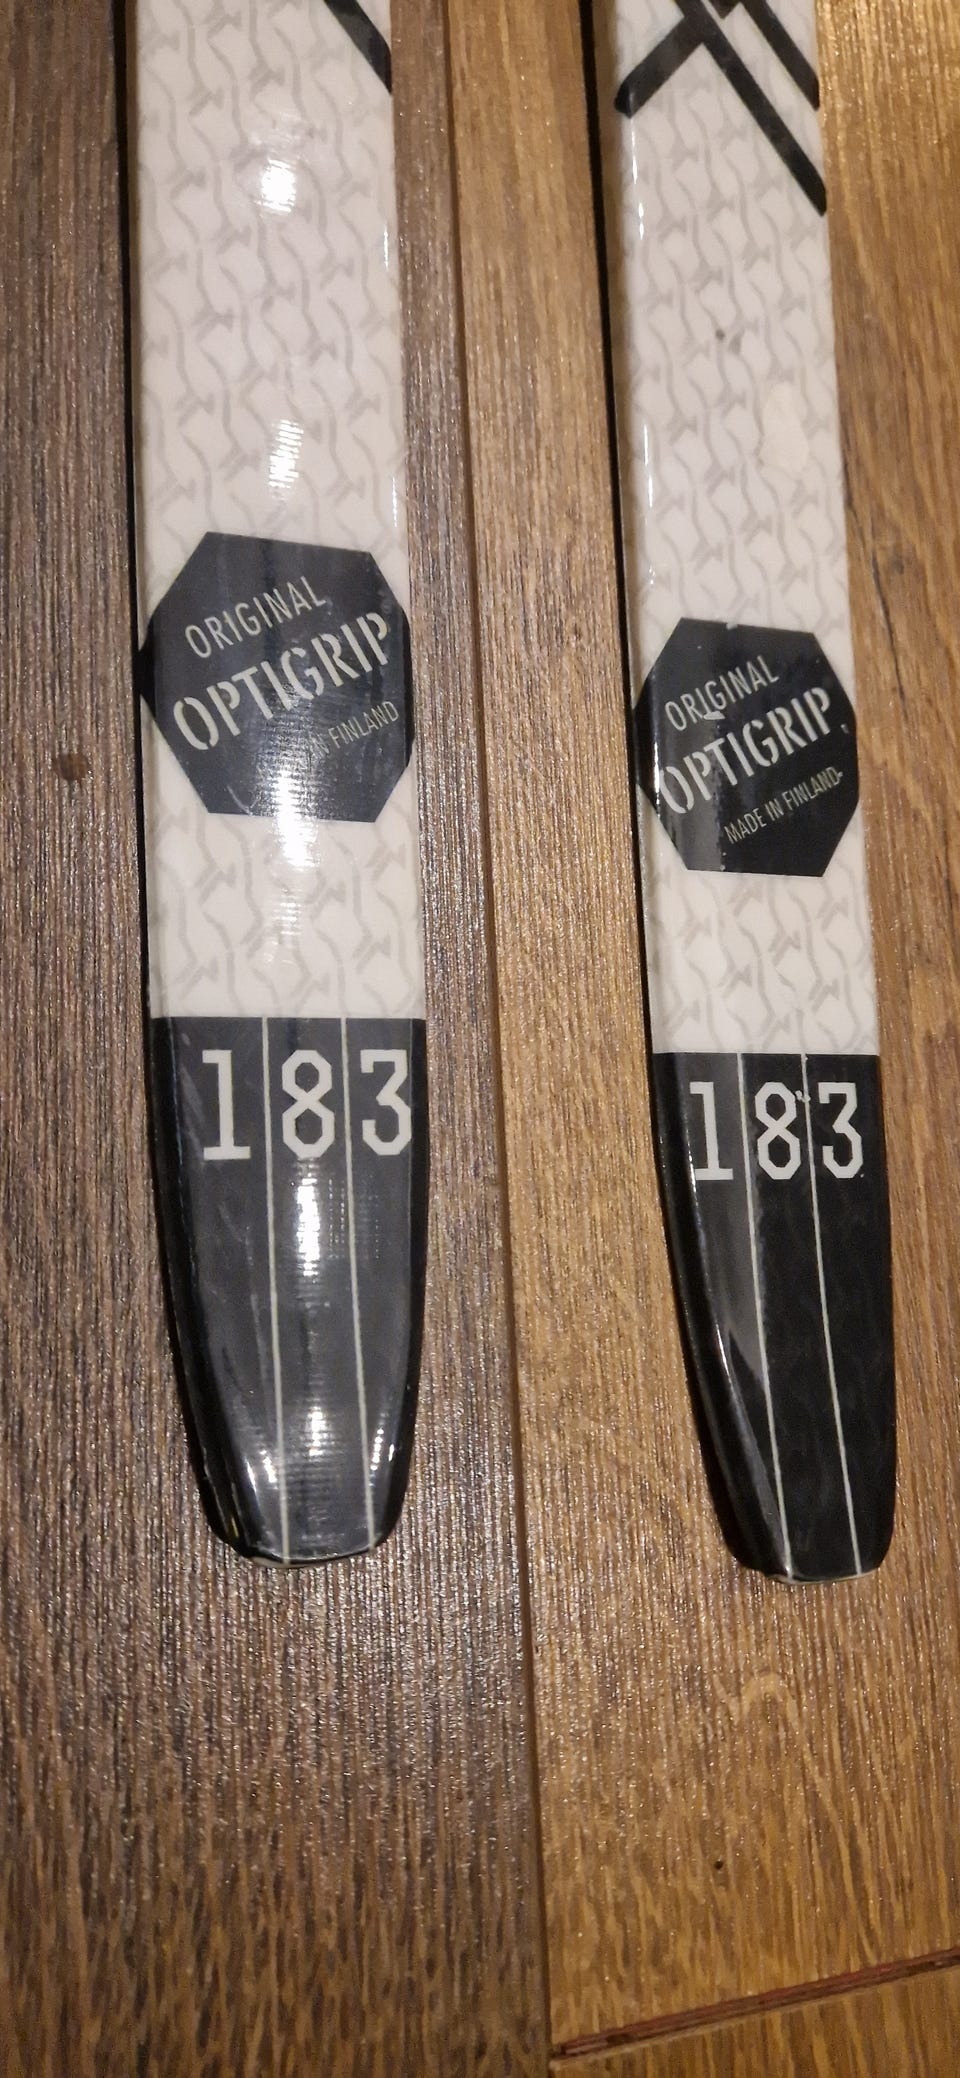 ORIGINAL
OPTIGRIP
IN FINLAND
183
ORIGINAL
OPTIGRIP
MADE IN FINLAND
183